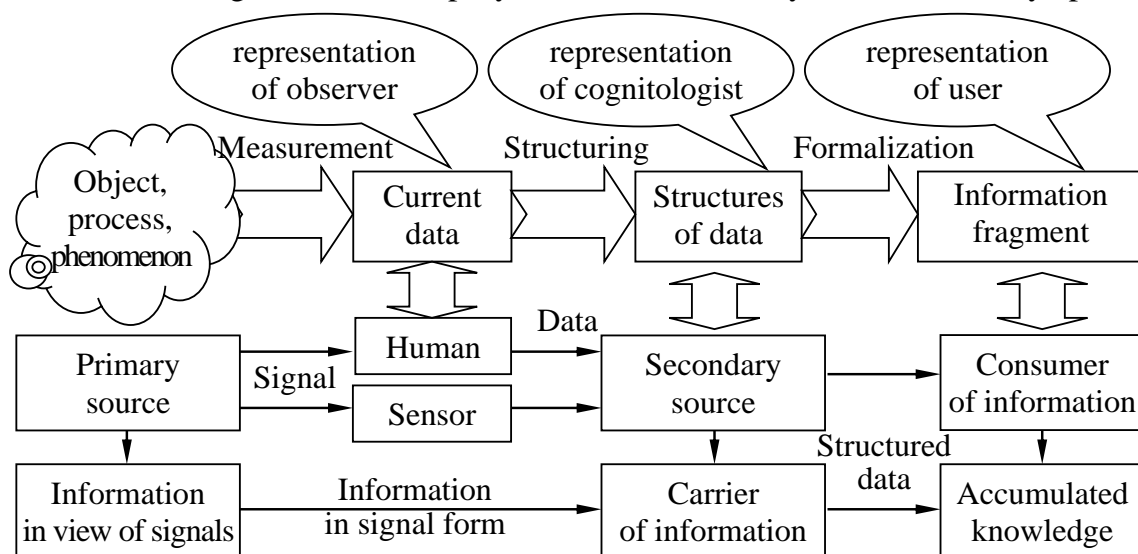 representation
of observer
representation
of cognitologist
representation
of user
Measurement
Structuring
Formalization
Object,
process,
phenomenon
Current
data
Structures
of data
Information
fragment
Primary
source
Signal
Human
Sensor
Data
Secondary
source
Consumer
of information
Information
in view of signals
Information
in signal form
Carrier
of information
Structured
data
Accumulated
knowledge